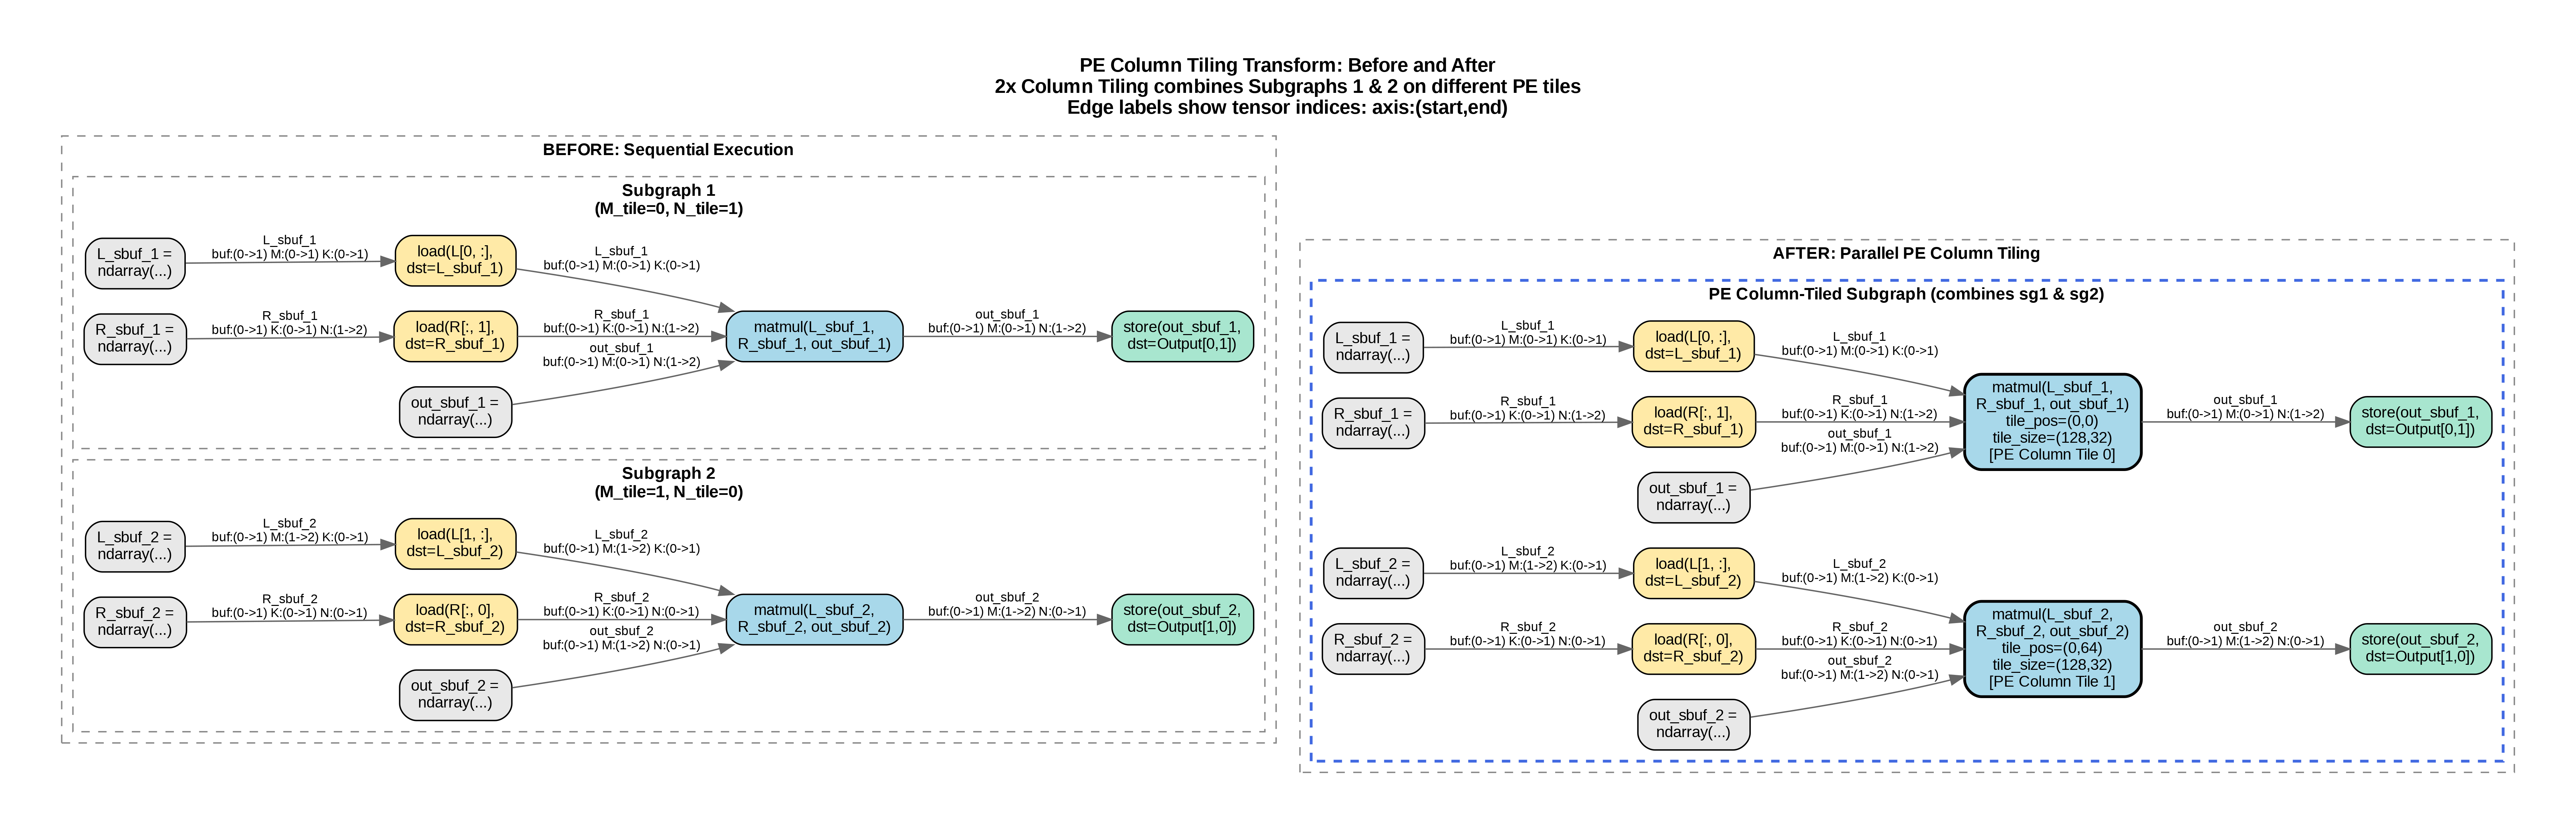 PE Column Tiling Transform: Before and After
2x Column Tiling combines Subgraphs 1 & 2 on different PE tiles
Edge labels show tensor indices: axis:(start,end)
BEFORE: Sequential Execution
Subgraph 1
(M_tile=0, N_tile=1)
L_sbuf_1 =
ndarray(...)
L_sbuf_1
buf:(0->1) M:(0->1) K:(0->1)
load(L[0, :],
dst=L_sbuf_1)
L_sbuf_1
buf:(0->1) M:(0->1) K:(0->1)
R_sbuf_1 =
ndarray(...)
R_sbuf_1
buf:(0->1) K:(0->1) N:(1->2)
load(R[:, 1],
dst=R_sbuf_1)
R_sbuf_1
buf:(0->1) K:(0->1) N:(1->2)
out_sbuf_1
buf:(0->1) M:(0->1) N:(1->2)
out_sbuf_1 =
ndarray(...)
matmul(L_sbuf_1,
R_sbuf_1, out_sbuf_1)
out_sbuf_1
buf:(0->1) M:(0->1) N:(1->2)
store(out_sbuf_1,
dst=Output[0,1])
Subgraph 2
(M_tile=1, N_tile=0)
L_sbuf_2 =
ndarray(...)
L_sbuf_2
buf:(0->1) M:(1->2) K:(0->1)
load(L[1, :],
dst=L_sbuf_2)
L_sbuf_2
buf:(0->1) M:(1->2) K:(0->1)
R_sbuf_2 =
ndarray(...)
R_sbuf_2
buf:(0->1) K:(0->1) N:(0->1)
load(R[:, 0],
dst=R_sbuf_2)
R_sbuf_2
buf:(0->1) K:(0->1) N:(0->1)
out_sbuf_2
buf:(0->1) M:(1->2) N:(0->1)
out_sbuf_2 =
ndarray(...)
matmul(L_sbuf_2,
R_sbuf_2, out_sbuf_2)
out_sbuf_2
buf:(0->1) M:(1->2) N:(0->1)
store(out_sbuf_2,
dst=Output[1,0])
AFTER: Parallel PE Column Tiling
PE Column-Tiled Subgraph (combines sg1 & sg2)
L_sbuf_1 =
ndarray(...)
L_sbuf_1
buf:(0->1) M:(0->1) K:(0->1)
load(L[0, :],
dst=L_sbuf_1)
L_sbuf_1
buf:(0->1) M:(0->1) K:(0->1)
R_sbuf_1 =
ndarray(...)
R_sbuf_1
buf:(0->1) K:(0->1) N:(1->2)
load(R[:, 1],
dst=R_sbuf_1)
R_sbuf_1
buf:(0->1) K:(0->1) N:(1->2)
out_sbuf_1
buf:(0->1) M:(0->1) N:(1->2)
out_sbuf_1 =
ndarray(...)
matmul(L_sbuf_1,
R_sbuf_1, out_sbuf_1)
tile_pos=(0,0)
tile_size=(128,32)
[PE Column Tile 0]
out_sbuf_1
buf:(0->1) M:(0->1) N:(1->2)
store(out_sbuf_1,
dst=Output[0,1])
L_sbuf_2 =
ndarray(...)
L_sbuf_2
buf:(0->1) M:(1->2) K:(0->1)
load(L[1, :],
dst=L_sbuf_2)
L_sbuf_2
buf:(0->1) M:(1->2) K:(0->1)
R_sbuf_2 =
ndarray(...)
R_sbuf_2
buf:(0->1) K:(0->1) N:(0->1)
load(R[:, 0],
dst=R_sbuf_2)
R_sbuf_2
buf:(0->1) K:(0->1) N:(0->1)
out_sbuf_2
buf:(0->1) M:(1->2) N:(0->1)
out_sbuf_2 =
ndarray(...)
matmul(L_sbuf_2,
R_sbuf_2, out_sbuf_2)
tile_pos=(0,64)
tile_size=(128,32)
[PE Column Tile 1]
out_sbuf_2
buf:(0->1) M:(1->2) N:(0->1)
store(out_sbuf_2,
dst=Output[1,0])